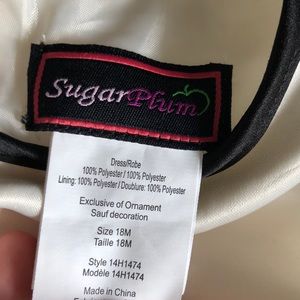 SugarPlum
Dress/Robe
100% Polyester / 100% Polyester
Lining: 100% Polyester / Doublure: 100% Polyester
Exclusive of Ornament
Sauf decoration
Size 18M
Taille 18M
Style 14H1474
Modèle 14H1474
Made in China